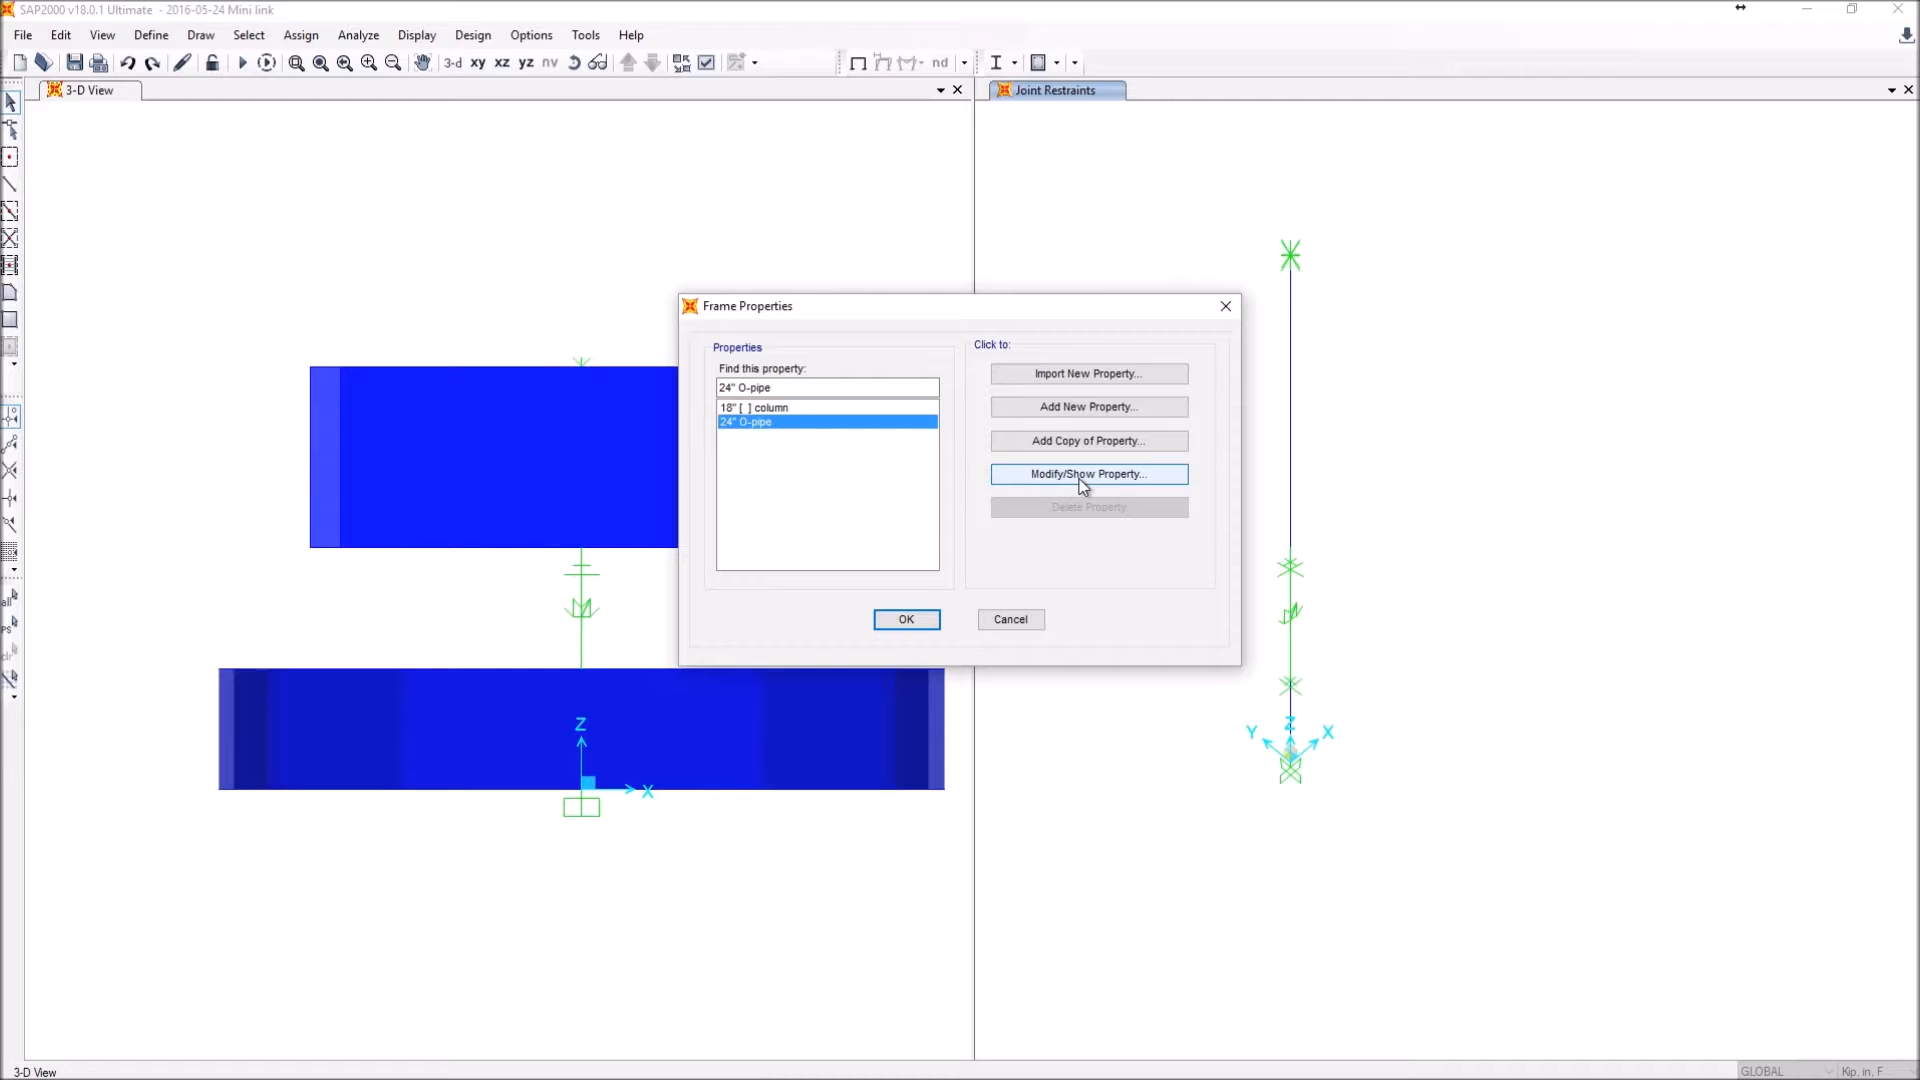 SAP2000 v18.0.1 Ultimate - 2016-05-24 Mini link
File Edit View Define Draw Select Assign Analyze Display Design Options Tools Help
3-d xy xz yz nv nd
3-D View
Joint Restraints
Frame Properties
Properties
Click to:
Find this property:
24" O-pipe
18" [ ] column
24" O-pipe
Import New Property...
Add New Property...
Add Copy of Property...
Modify/Show Property...
Delete Property
OK Cancel
Z
X
Y Z X
all
PS
clr
3-D View
GLOBAL
Kip, in, F